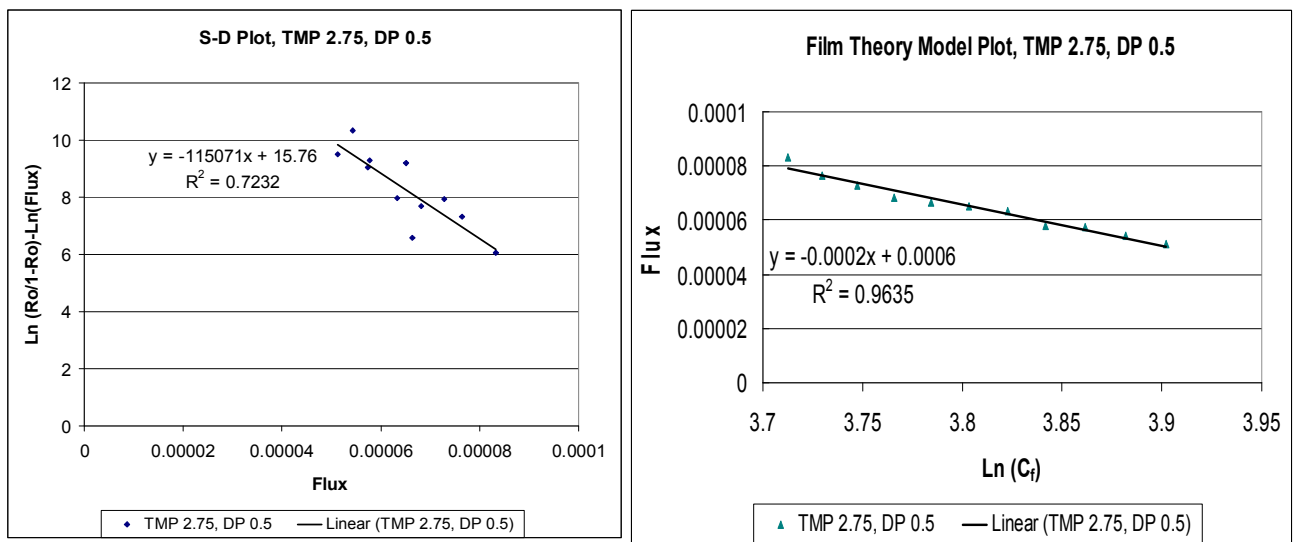 S-D Plot, TMP 2.75, DP 0.5
12
10
8
6
4
2
0
Ln (Ro/1-Ro)-Ln(Flux)
y = -115071x + 15.76
R² = 0.7232
0 0.00002 0.00004 0.00006 0.00008 0.0001
Flux
TMP 2.75, DP 0.5 Linear (TMP 2.75, DP 0.5)
Film Theory Model Plot, TMP 2.75, DP 0.5
0.0001
0.00008
0.00006
0.00004
0.00002
0
Flux
y = -0.0002x + 0.0006
R² = 0.9635
3.7 3.75 3.8 3.85 3.9 3.95
Ln (Cf)
TMP 2.75, DP 0.5 Linear (TMP 2.75, DP 0.5)